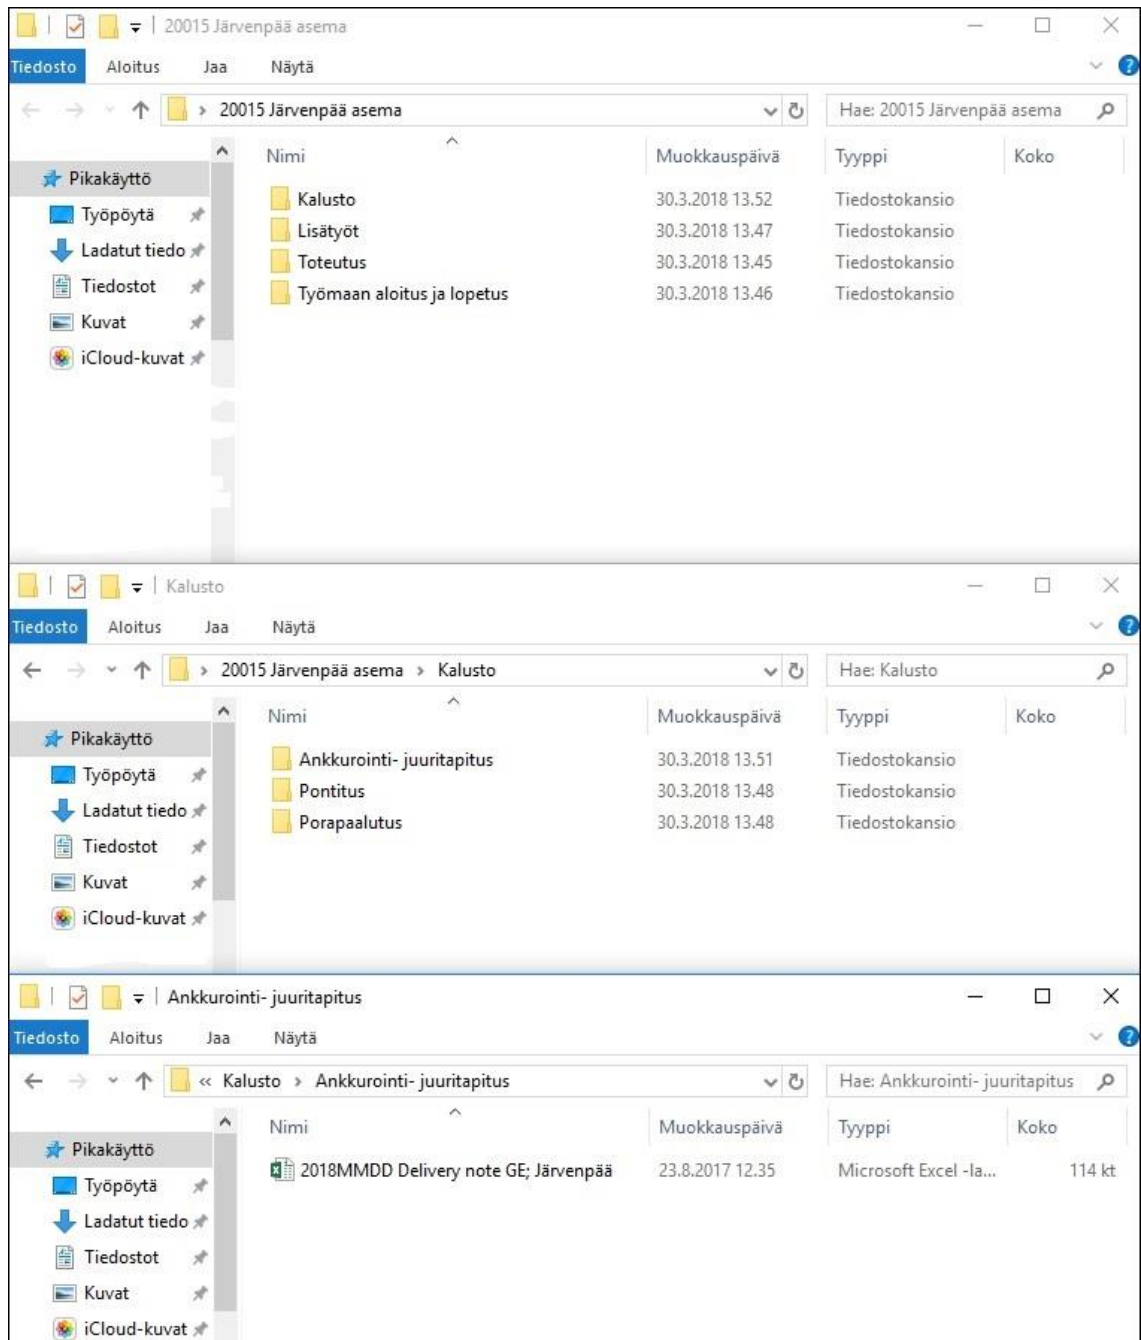 20015 Järvenpää asema
Tiedosto Aloitus Jaa Näytä
20015 Järvenpää asema Hae: 20015 Järvenpää asema
Nimi Muokkauspäivä Tyyppi Koko
Pikakäyttö
Työpöytä
Ladatut tiedo
Tiedostot
Kuvat
iCloud-kuvat
Kalusto 30.3.2018 13.52 Tiedostokansio
Lisätyöt 30.3.2018 13.47 Tiedostokansio
Toteutus 30.3.2018 13.45 Tiedostokansio
Työmaan aloitus ja lopetus 30.3.2018 13.46 Tiedostokansio
Kalusto
Tiedosto Aloitus Jaa Näytä
20015 Järvenpää asema > Kalusto Hae: Kalusto
Nimi Muokkauspäivä Tyyppi Koko
Pikakäyttö
Työpöytä
Ladatut tiedo
Tiedostot
Kuvat
iCloud-kuvat
Ankkurointi- juuritapitus 30.3.2018 13.51 Tiedostokansio
Pontitus 30.3.2018 13.48 Tiedostokansio
Porapaalutus 30.3.2018 13.48 Tiedostokansio
Ankkurointi- juuritapitus
Tiedosto Aloitus Jaa Näytä
« Kalusto > Ankkurointi- juuritapitus Hae: Ankkurointi- juuritapitus
Nimi Muokkauspäivä Tyyppi Koko
Pikakäyttö
Työpöytä
Ladatut tiedo
Tiedostot
Kuvat
iCloud-kuvat
2018MMDD Delivery note GE; Järvenpää 23.8.2017 12.35 Microsoft Excel -la... 114 kt